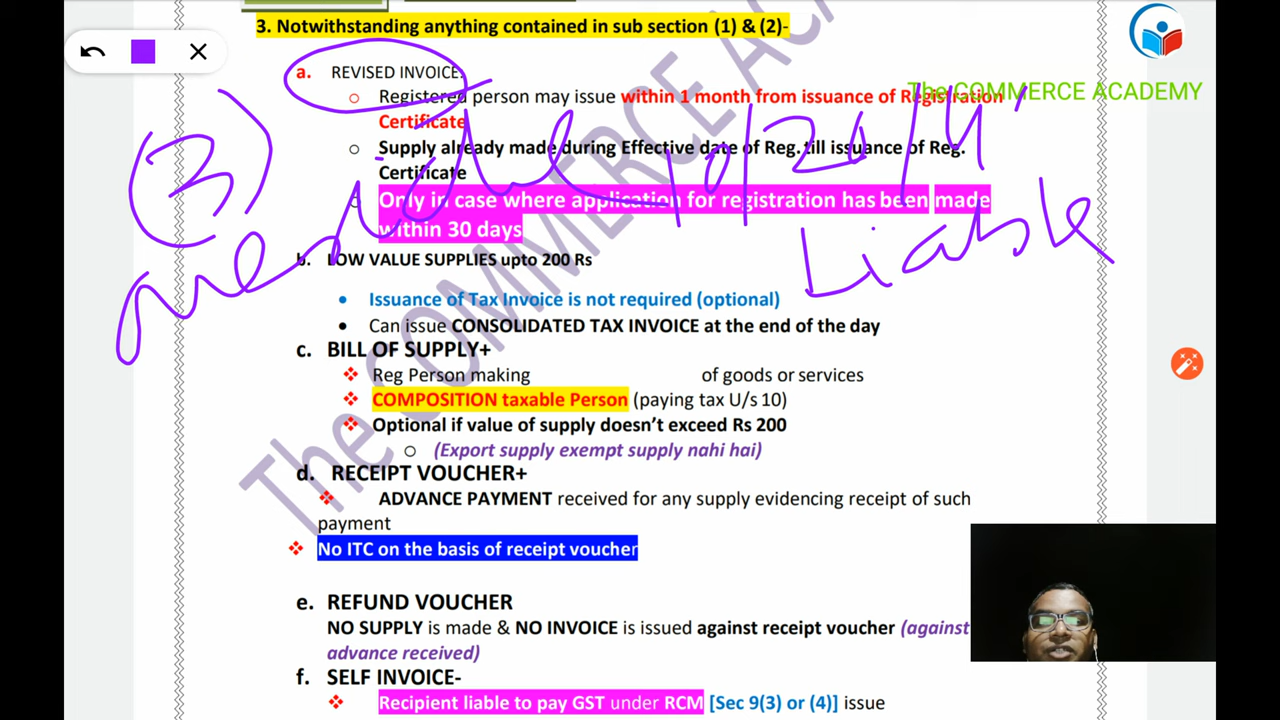 3. Notwithstanding anything contained in sub section (1) & (2)-
a. REVISED INVOICE:
The COMMERCE ACADEMY
Registered person may issue within 1 month from issuance of Registration
Certificate
Supply already made during Effective date of Reg. till issuance of Reg.
Certificate
Only in case where application for registration has been made
within 30 days
(3)
10/20/4
Liable
b. LOW VALUE SUPPLIES upto 200 Rs
Issuance of Tax Invoice is not required (optional)
Can issue CONSOLIDATED TAX INVOICE at the end of the day
c. BILL OF SUPPLY+
Reg Person making of goods or services
COMPOSITION taxable Person (paying tax U/s 10)
Optional if value of supply doesn't exceed Rs 200
(Export supply exempt supply nahi hai)
d. RECEIPT VOUCHER+
ADVANCE PAYMENT received for any supply evidencing receipt of such
payment
No ITC on the basis of receipt voucher
e. REFUND VOUCHER
NO SUPPLY is made & NO INVOICE is issued against receipt voucher (against
advance received)
f. SELF INVOICE-
Recipient liable to pay GST under RCM [Sec 9(3) or (4)] issue
The COMMERCE ACA